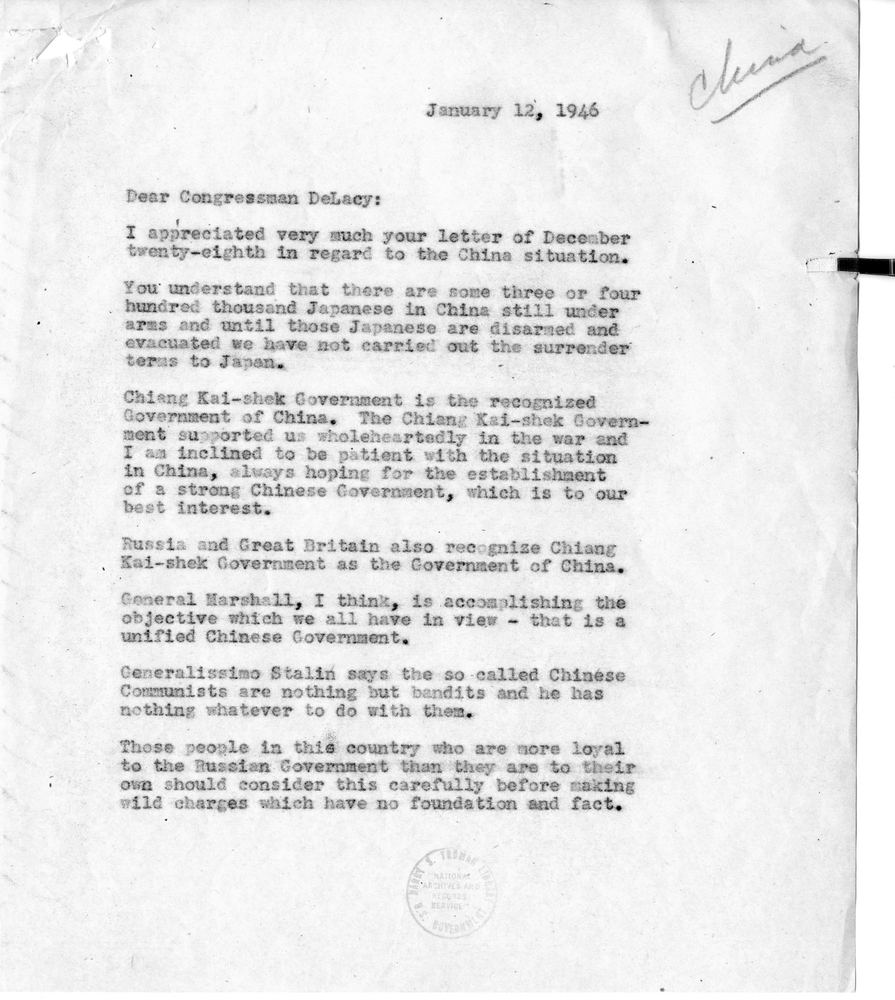 China
January 12, 1946
Dear Congressman DeLacy:
I appreciated very much your letter of December
twenty-eighth in regard to the China situation.
You understand that there are some three or four
hundred thousand Japanese in China still under
arms and until those Japanese are disarmed and
evacuated we have not carried out the surrender
terms to Japan.
Chiang Kai-shek Government is the recognized
Government of China. The Chiang Kai-shek Govern-
ment supported us wholeheartedly in the war and
I am inclined to be patient with the situation
in China, always hoping for the establishment
of a strong Chinese Government, which is to our
best interest.
Russia and Great Britain also recognize Chiang
Kai-shek Government as the Government of China.
General Marshall, I think, is accomplishing the
objective which we all have in view - that is a
unified Chinese Government.
Generalissimo Stalin says the so-called Chinese
Communists are nothing but bandits and he has
nothing whatever to do with them.
Those people in this country who are more loyal
to the Russian Government than they are to their
own should consider this carefully before making
wild charges which have no foundation and fact.
HARRY S. TRUMAN LIBRARY
NATIONAL
ARCHIVES AND
RECORDS
SERVICE
U.S. GOVERNMENT